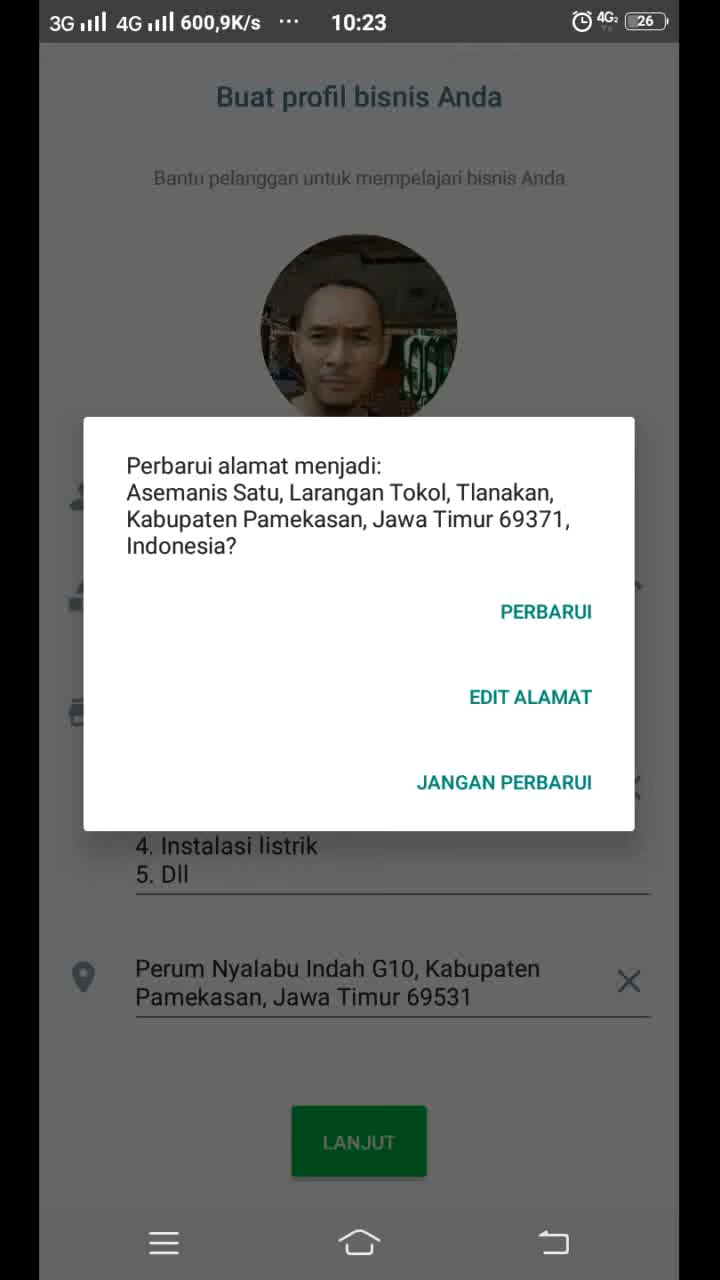 3G 4G 600,9K/s ... 10:23 4G2 26
Buat profil bisnis Anda
Bantu pelanggan untuk mempelajari bisnis Anda
Perbarui alamat menjadi:
Asemanis Satu, Larangan Tokol, Tlanakan,
Kabupaten Pamekasan, Jawa Timur 69371,
Indonesia?
PERBARUI
EDIT ALAMAT
JANGAN PERBARUI
4. Instalasi listrik
5. Dll
Perum Nyalabu Indah G10, Kabupaten
Pamekasan, Jawa Timur 69531
LANJUT